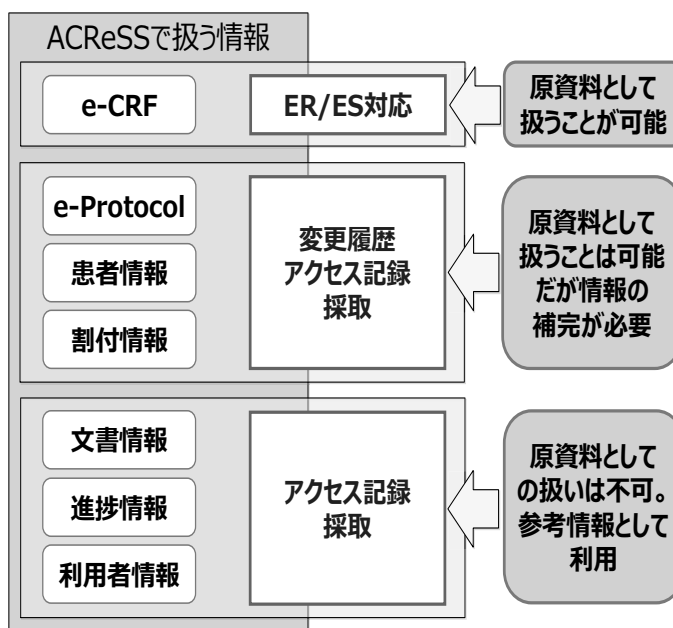 ACReSSで扱う情報
e-CRF
ER/ES対応
原資料として
扱うことが可能
e-Protocol
患者情報
割付情報
変更履歴
アクセス記録
採取
原資料として
扱うことは可能
だが情報の
補完が必要
文書情報
進捗情報
利用者情報
アクセス記録
採取
原資料として
の扱いは不可。
参考情報として
利用